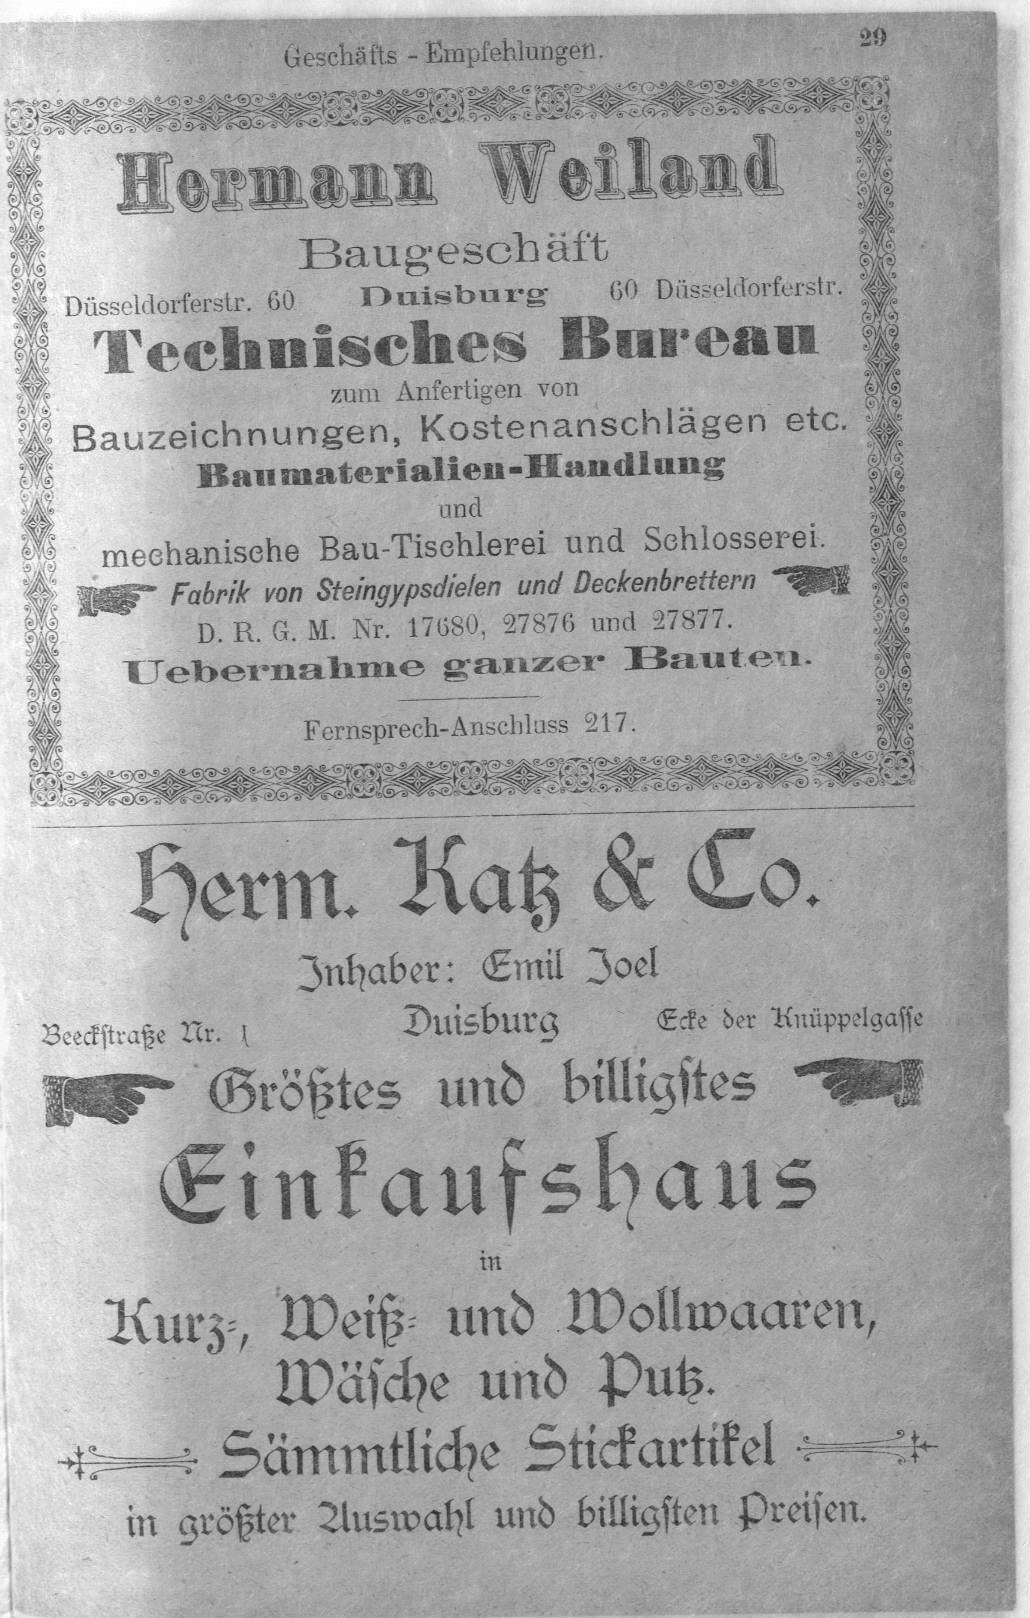 Geschäfts - Empfehlungen. 29
Hermann Weiland
Baugeschäft
Düsseldorferstr. 60 Duisburg 60 Düsseldorferstr.
Technisches Bureau
zum Anfertigen von
Bauzeichnungen, Kostenanschlägen etc.
Baumaterialien-Handlung
und
mechanische Bau-Tischlerei und Schlosserei.
Fabrik von Steingypsdielen und Deckenbrettern
D. R. G. M. Nr. 17680, 27876 und 27877.
Uebernahme ganzer Bauten.
Fernsprech-Anschluss 217.
Herm. Katz & Co.
Inhaber: Emil Joel
Beeckstraße Nr. 1 Duisburg Ecke der Knüppelgasse
Größtes und billigstes
Einkaufshaus
in
Kurz-, Weiß- und Wollwaaren,
Wäsche und Putz.
Sämmtliche Stickartikel
in größter Auswahl und billigsten Preisen.